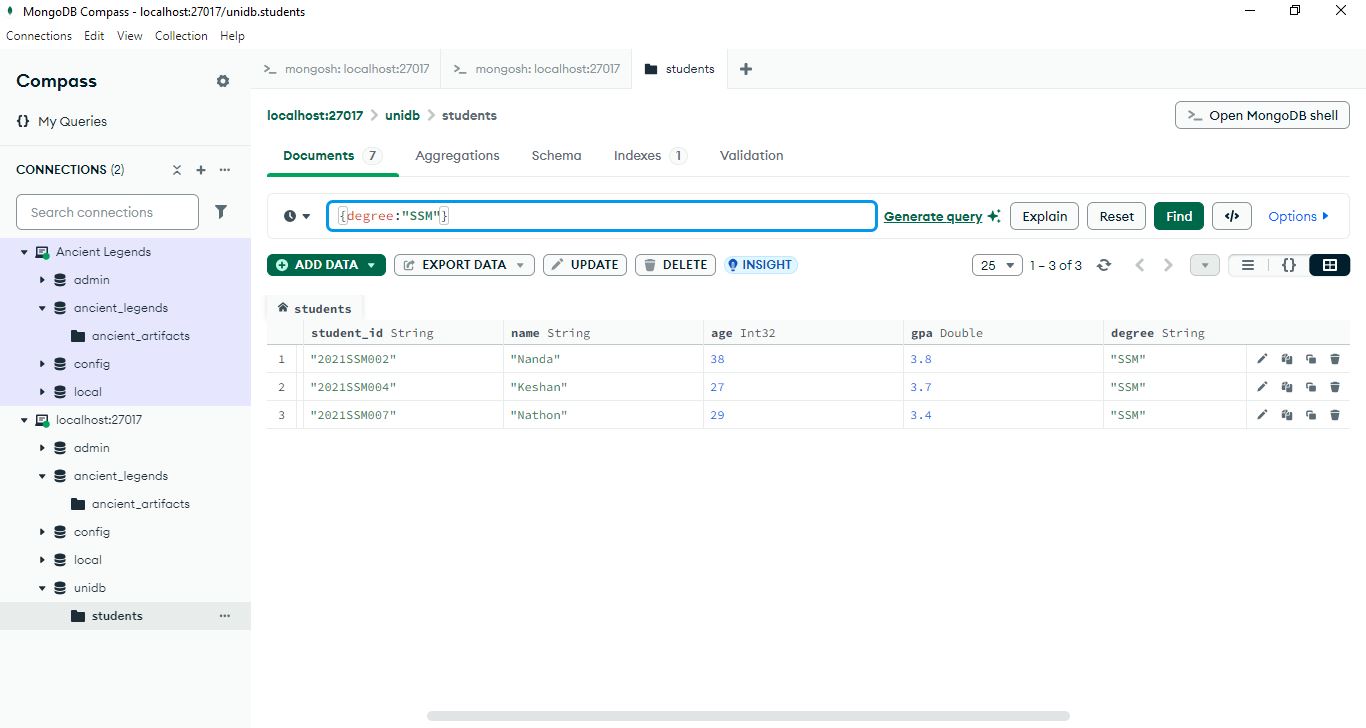 MongoDB Compass - localhost:27017/unidb.students
Connections Edit View Collection Help
Compass
{} My Queries
CONNECTIONS (2)
Search connections
Ancient Legends
admin
ancient_legends
ancient_artifacts
config
local
localhost:27017
admin
ancient_legends
ancient_artifacts
config
local
unidb
students
>_ mongosh: localhost:27017 >_ mongosh: localhost:27017 students
localhost:27017 > unidb > students
>_ Open MongoDB shell
Documents 7 Aggregations Schema Indexes 1 Validation
{degree:"SSM"} Generate query Explain Reset Find </> Options
ADD DATA EXPORT DATA UPDATE DELETE INSIGHT 25 1 – 3 of 3 {}
students
student_id String name String age Int32 gpa Double degree String
1 "2021SSM002" "Nanda" 38 3.8 "SSM"
2 "2021SSM004" "Keshan" 27 3.7 "SSM"
3 "2021SSM007" "Nathon" 29 3.4 "SSM"